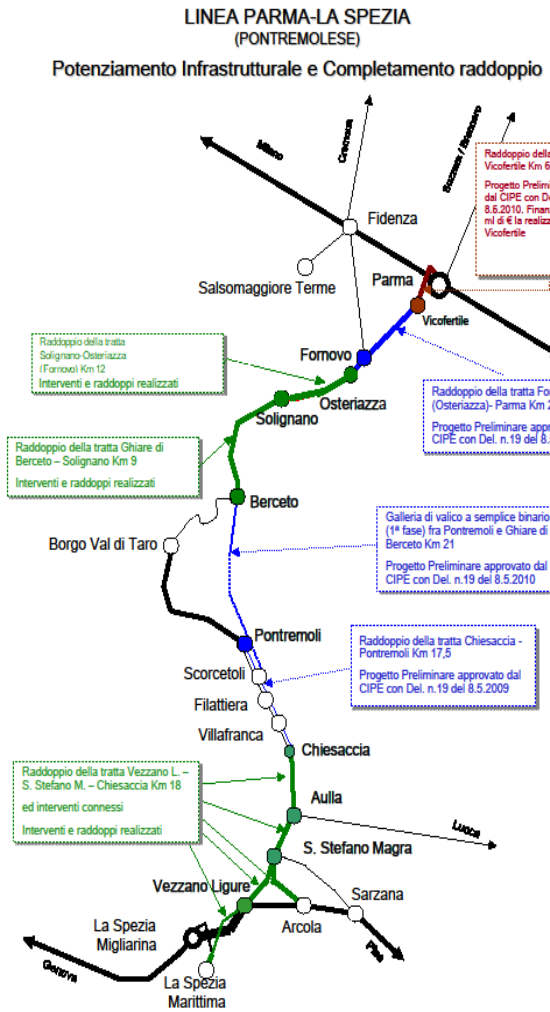 LINEA PARMA-LA SPEZIA
(PONTREMOLESE)
Potenziamento Infrastrutturale e Completamento raddoppio
Milano
Cremona
Suzzara / Brennero
Raddoppio della
Vicofertile Km 6
Progetto Prelimi
dal CIPE con De
8.6.2010. Finan
ml di € la realizz
Vicofertile
Fidenza
Salsomaggiore Terme
Parma
Vicofertile
Fornovo
Raddoppio della tratta
Solignano-Osteriazza
(Fornovo) Km 12
Interventi e raddoppi realizzati
Osteriazza
Solignano
Raddoppio della tratta For
(Osteriazza)- Parma Km 2
Progetto Preliminare appro
CIPE con Del. n.19 del 8.5
Raddoppio della tratta Ghiare di
Berceto – Solignano Km 9
Interventi e raddoppi realizzati
Berceto
Borgo Val di Taro
Galleria di valico a semplice binario
(1ª fase) fra Pontremoli e Ghiare di
Berceto Km 21
Progetto Preliminare approvato dal
CIPE con Del. n.19 del 8.5.2010
Pontremoli
Raddoppio della tratta Chiesaccia -
Pontremoli Km 17,5
Progetto Preliminare approvato dal
CIPE con Del. n.19 del 8.5.2009
Scorcetoli
Filattiera
Villafranca
Chiesaccia
Raddoppio della tratta Vezzano L. –
S. Stefano M. – Chiesaccia Km 18
ed interventi connessi
Interventi e raddoppi realizzati
Aulla
Lucca
S. Stefano Magra
Vezzano Ligure
Arcola
Sarzana
Pisa
La Spezia
Migliarina
Genova
La Spezia
Marittima